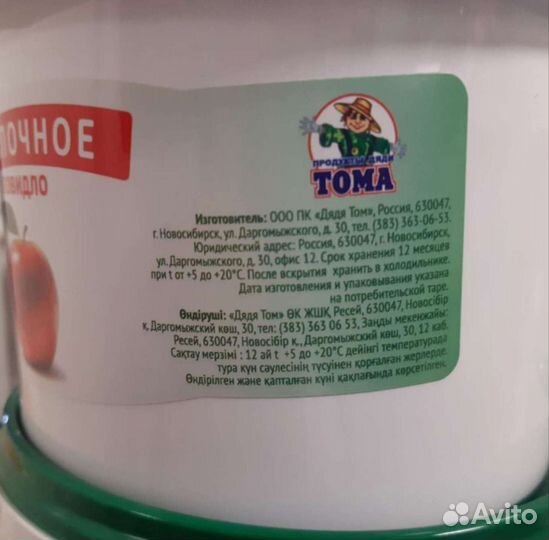 ПРОДУКТЫ ДЯДИ
ТОМА
ОЧНОЕ
ОВИДЛО
Изготовитель: ООО ПК «Дядя Том», Россия, 630047,
г. Новосибирск, ул. Даргомыжского, д. 30, тел. (383) 363-06-53.
Юридический адрес: Россия, 630047, г. Новосибирск,
ул. Даргомыжского, д. 30, офис 12. Срок хранения 12 месяцев
при t от +5 до +20°С. После вскрытия хранить в холодильнике.
Дата изготовления и упаковывания указана
на потребительской таре.
Өндіруші: «Дядя Том» ӨК ЖШҚ, Ресей, 630047, Новосібір
қ. Даргомыжский көш, 30, тел: (383) 363 06 53, Заңды мекенжайы:
Ресей, 630047, Новосібір қ., Даргомыжский көш, 30, 12 каб.
Сақтау мерзімі : 12 ай t +5 до +20°С дейінгі температурада
тура күн саулесінің түсуінен қорғалған жерлерде.
Өндірілген және қапталған күні қақпағында көрсетілген.
Avito